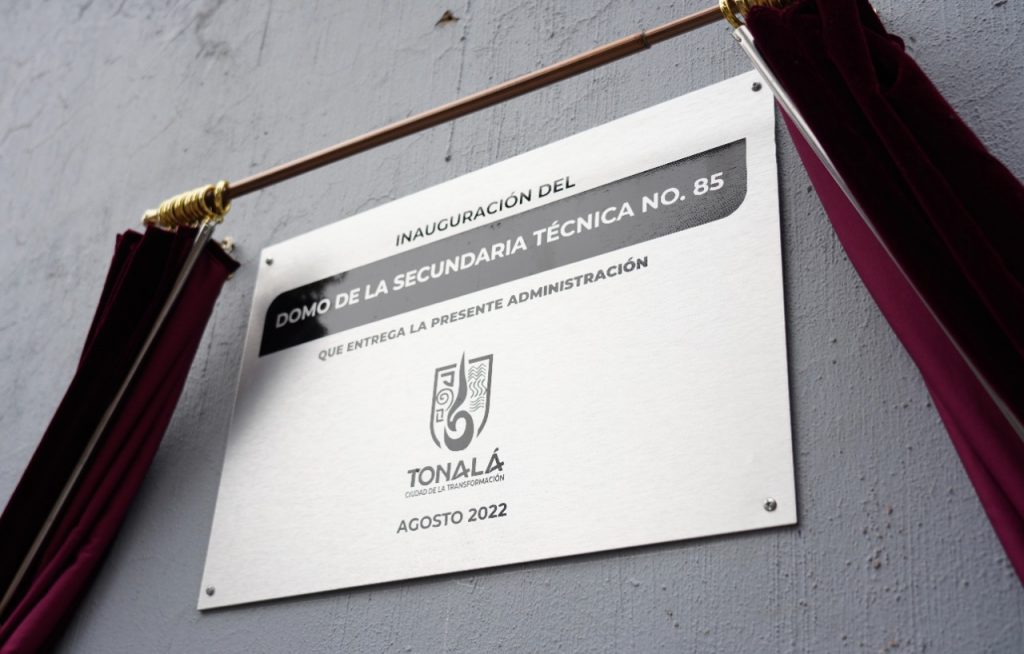 INAUGURACIÓN DEL
DOMO DE LA SECUNDARIA TÉCNICA NO. 85
QUE ENTREGA LA PRESENTE ADMINISTRACIÓN
TONALÁ
CIUDAD DE LA TRANSFORMACIÓN
AGOSTO 2022